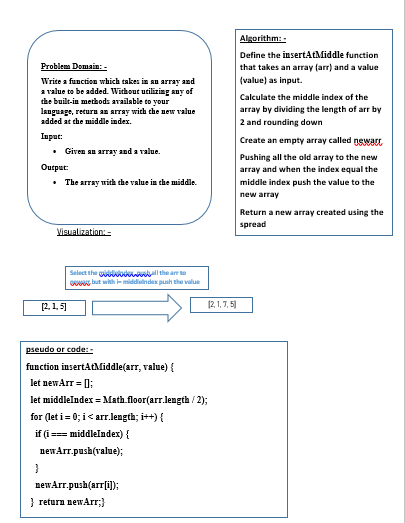 Problem Domain: -
Write a function which takes in an array and
a value to be added. Without utilizing any of
the built-in methods available to your
language, return an array with the new value
added at the middle index.
Input:
• Given an array and a value.
Output:
• The array with the value in the middle.
Algorithm: -
Define the insertAtMiddle function
that takes an array (arr) and a value
(value) as input.
Calculate the middle index of the
array by dividing the length of arr by
2 and rounding down
Create an empty array called newarr
Pushing all the old array to the new
array and when the index equal the
middle index push the value to the
new array
Return a new array created using the
spread
Visualization: -
Select the middleIndex push all the arr to
newarr but with i= middleIndex push the value
[2, 1, 5]
[2, 1, 7, 5]
pseudo or code: -
function insertAtMiddle(arr, value) {
let newArr = [];
let middleIndex = Math.floor(arr.length / 2);
for (let i = 0; i < arr.length; i++) {
if (i === middleIndex) {
newArr.push(value);
}
newArr.push(arr[i]);
} return newArr;}